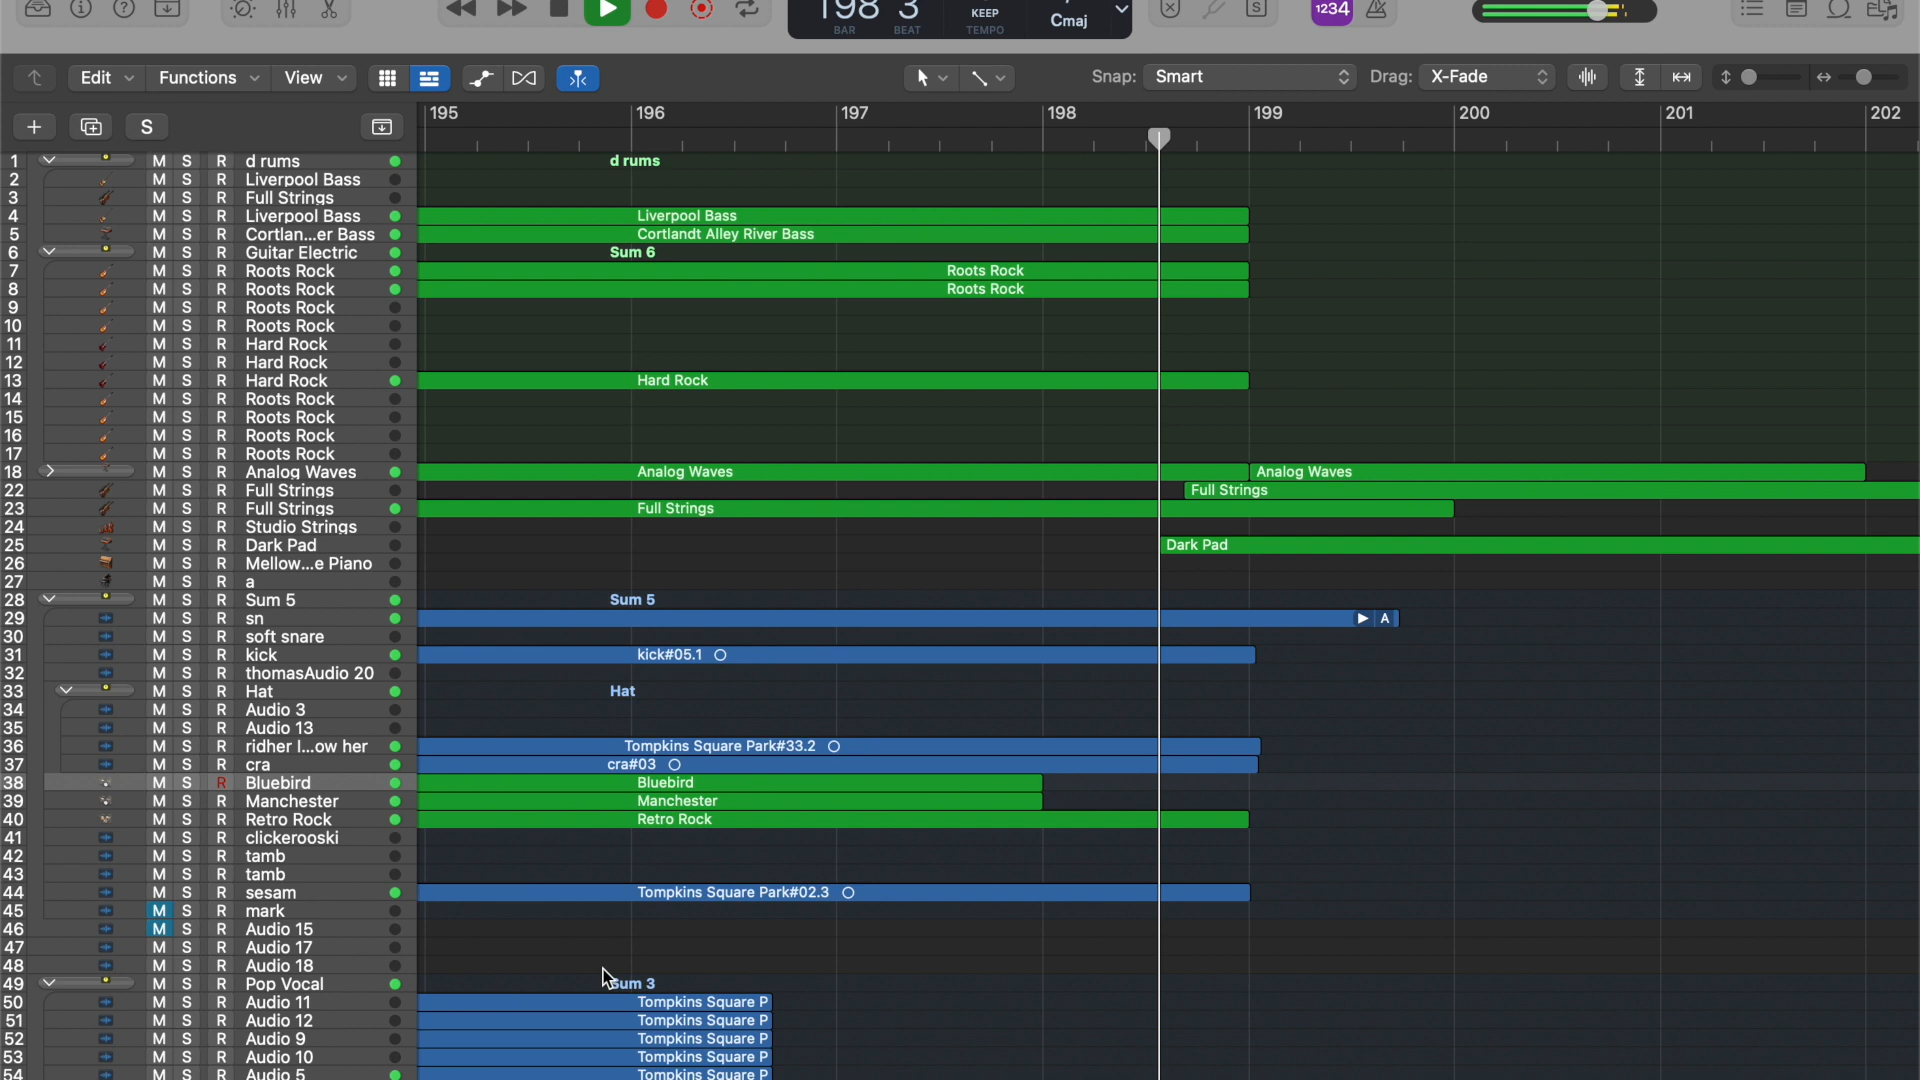 198 3
KEEP
Cmaj
BAR BEAT TEMPO
1234
S
Edit Functions View Snap: Smart Drag: X-Fade
S
195 196 197 198 199 200 201 202
1 M S R d rums d rums
2 M S R Liverpool Bass
3 M S R Full Strings
4 M S R Liverpool Bass Liverpool Bass
5 M S R Cortlan...er Bass Cortlandt Alley River Bass
6 M S R Guitar Electric Sum 6
7 M S R Roots Rock Roots Rock
8 M S R Roots Rock Roots Rock
9 M S R Roots Rock
10 M S R Roots Rock
11 M S R Hard Rock
12 M S R Hard Rock
13 M S R Hard Rock Hard Rock
14 M S R Roots Rock
15 M S R Roots Rock
16 M S R Roots Rock
17 M S R Roots Rock
18 M S R Analog Waves Analog Waves Analog Waves
22 M S R Full Strings Full Strings
23 M S R Full Strings Full Strings
24 M S R Studio Strings
25 M S R Dark Pad Dark Pad
26 M S R Mellow...e Piano
27 M S R a
28 M S R Sum 5 Sum 5
29 M S R sn A
30 M S R soft snare
31 M S R kick kick#05.1
32 M S R thomasAudio 20
33 M S R Hat Hat
34 M S R Audio 3
35 M S R Audio 13
36 M S R ridher l...ow her Tompkins Square Park#33.2
37 M S R cra cra#03
38 M S R Bluebird Bluebird
39 M S R Manchester Manchester
40 M S R Retro Rock Retro Rock
41 M S R clickerooski
42 M S R tamb
43 M S R tamb
44 M S R sesam Tompkins Square Park#02.3
45 M S R mark
46 M S R Audio 15
47 M S R Audio 17
48 M S R Audio 18
49 M S R Pop Vocal Sum 3
50 M S R Audio 11 Tompkins Square P
51 M S R Audio 12 Tompkins Square P
52 M S R Audio 9 Tompkins Square P
53 M S R Audio 10 Tompkins Square P
54 M S R Audio 5 Tompkins Square P